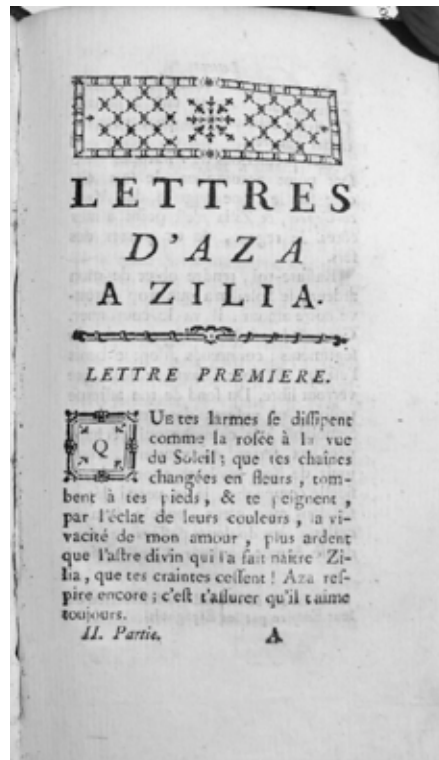 LETTRES
D'AZA
A ZILIA.
LETTRE PREMIERE.
QUE tes larmes se dissipent
comme la rosée à la vue
du Soleil; que tes chaînes
changées en fleurs, tom-
bent à tes pieds, & te peignent,
par l'éclat de leurs couleurs, la vi-
vacité de mon amour, plus ardent
que l'astre divin qui l'a fait naître Zi-
lia, que tes craintes cessent! Aza res-
pire encore; c'est t'assurer qu'il t'aime
toujours.
II. Partie. A